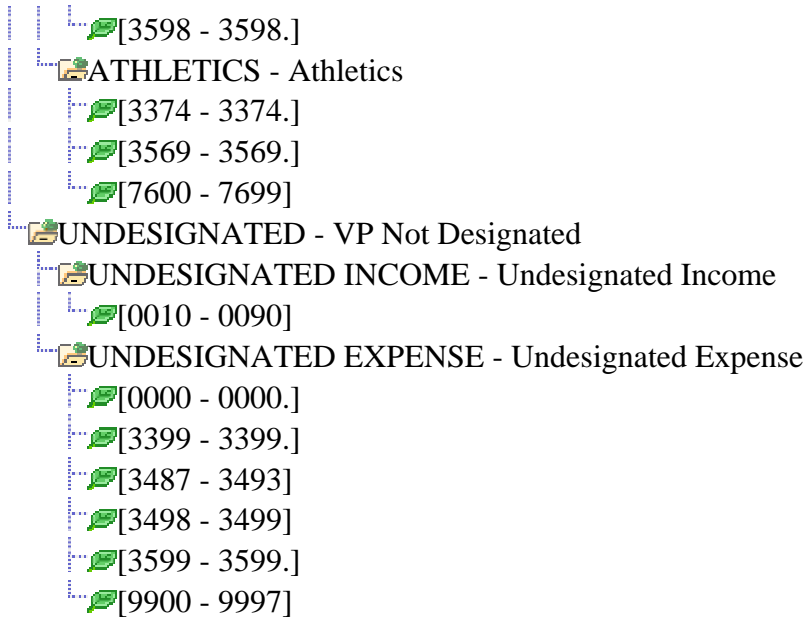 [3598 - 3598.]
ATHLETICS - Athletics
[3374 - 3374.]
[3569 - 3569.]
[7600 - 7699]
UNDESIGNATED - VP Not Designated
UNDESIGNATED INCOME - Undesignated Income
[0010 - 0090]
UNDESIGNATED EXPENSE - Undesignated Expense
[0000 - 0000.]
[3399 - 3399.]
[3487 - 3493]
[3498 - 3499]
[3599 - 3599.]
[9900 - 9997]